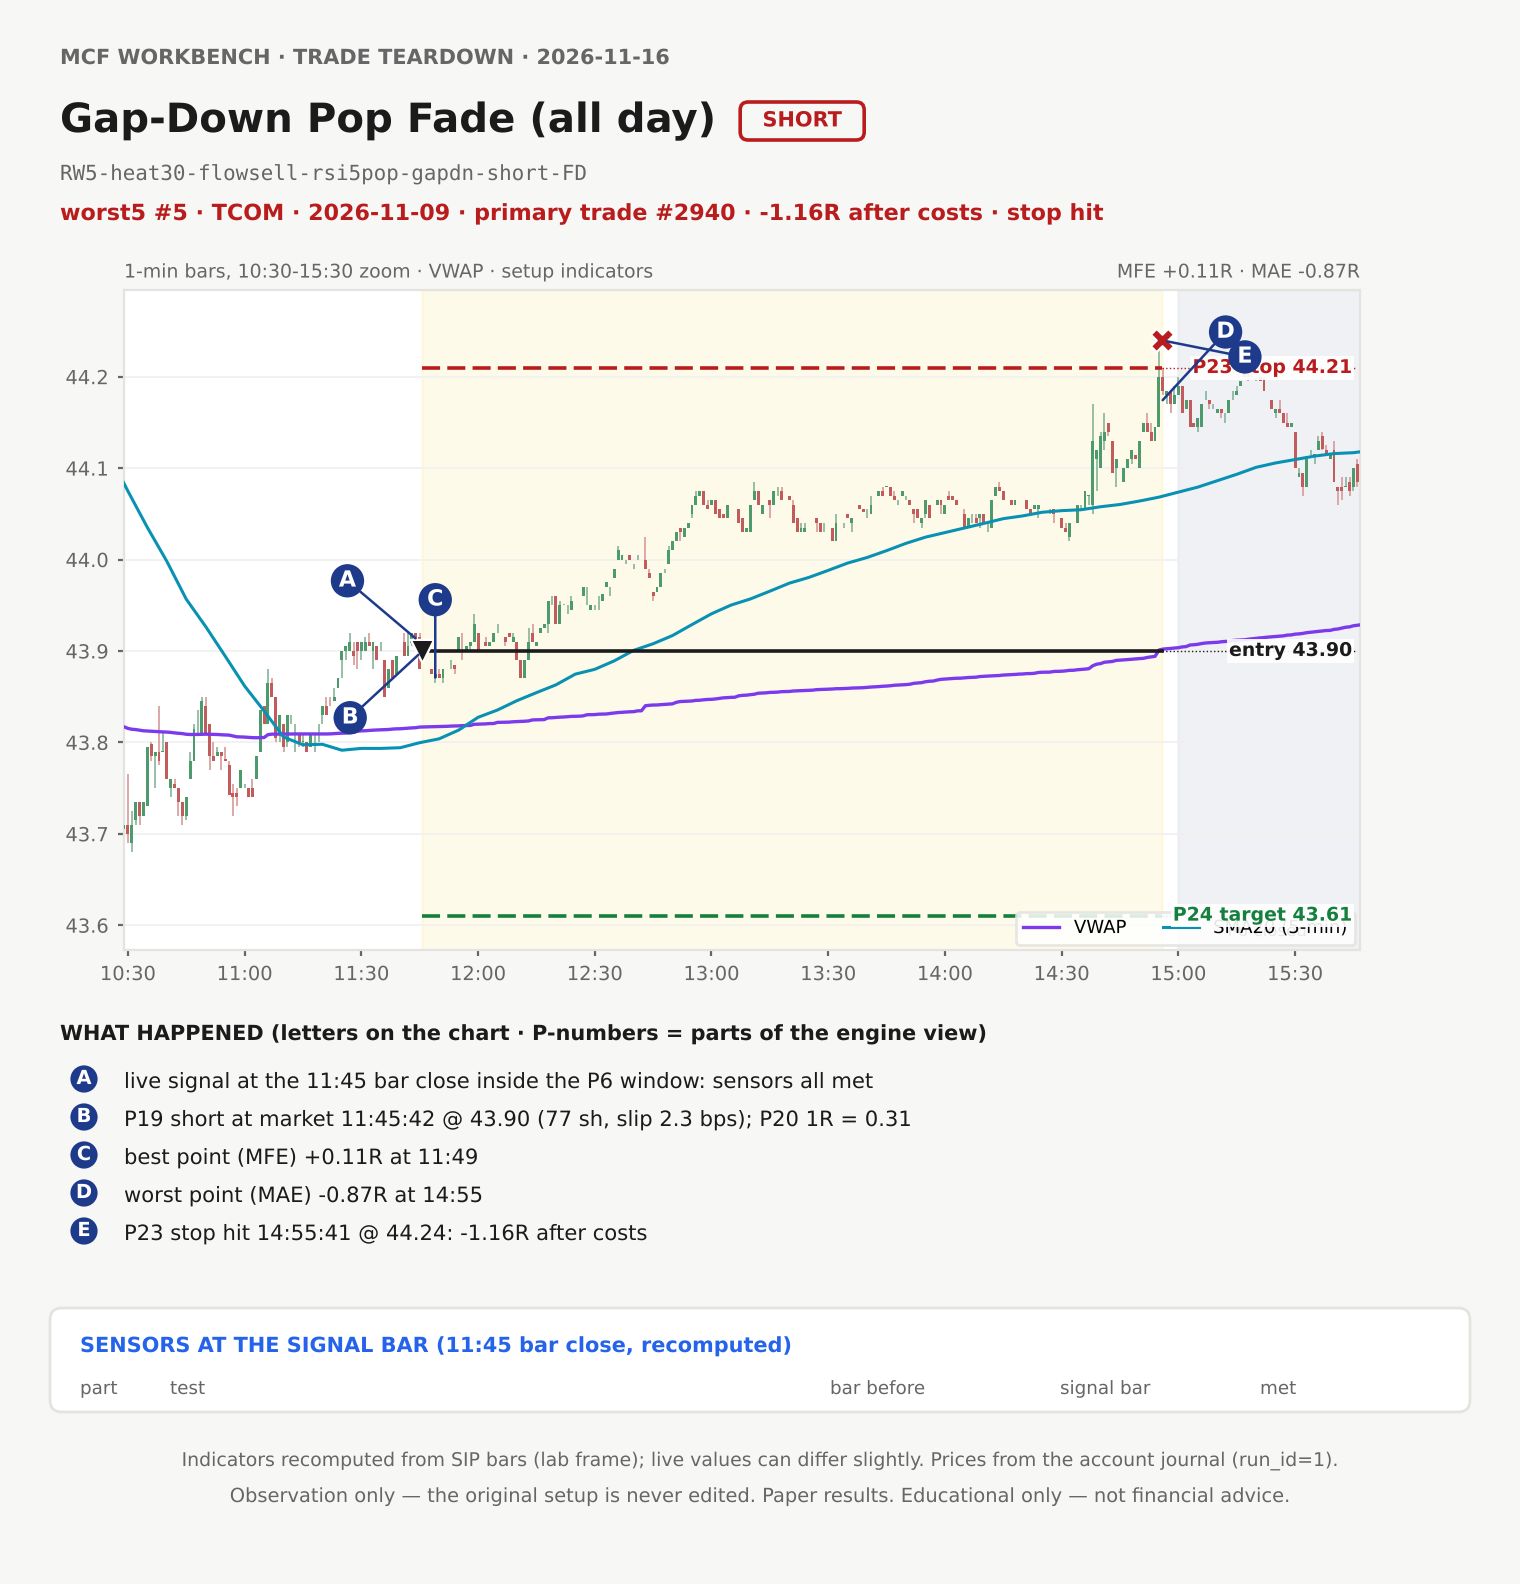 MCF WORKBENCH · TRADE TEARDOWN · 2026-11-16
Gap-Down Pop Fade (all day) SHORT
RW5-heat30-flowsell-rsi5pop-gapdn-short-FD
worst5 #5 · TCOM · 2026-11-09 · primary trade #2940 · -1.16R after costs · stop hit
1-min bars, 10:30-15:30 zoom · VWAP · setup indicators MFE +0.11R · MAE -0.87R
D
E
P23 stop 44.21
44.2
44.1
44.0
A
C
43.9
entry 43.90
B
43.8
43.7
P24 target 43.61
43.6
VWAP SMA20 (5-min)
10:30 11:00 11:30 12:00 12:30 13:00 13:30 14:00 14:30 15:00 15:30
WHAT HAPPENED (letters on the chart · P-numbers = parts of the engine view)
A live signal at the 11:45 bar close inside the P6 window: sensors all met
B P19 short at market 11:45:42 @ 43.90 (77 sh, slip 2.3 bps); P20 1R = 0.31
C best point (MFE) +0.11R at 11:49
D worst point (MAE) -0.87R at 14:55
E P23 stop hit 14:55:41 @ 44.24: -1.16R after costs
SENSORS AT THE SIGNAL BAR (11:45 bar close, recomputed)
part test bar before signal bar met
Indicators recomputed from SIP bars (lab frame); live values can differ slightly. Prices from the account journal (run_id=1).
Observation only — the original setup is never edited. Paper results. Educational only — not financial advice.